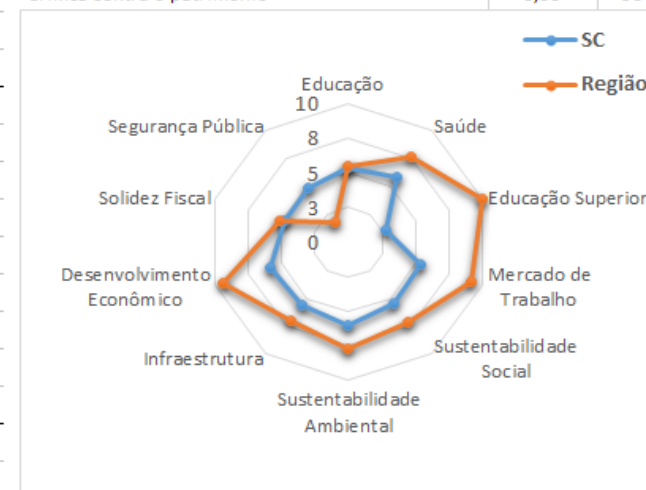 SC
Região
Educação
10
Segurança Pública
Saúde
8
5
Solidez Fiscal
Educação Superior
3
0
Desenvolvimento
Econômico
Mercado de
Trabalho
Infraestrutura
Sustentabilidade
Social
Sustentabilidade
Ambiental